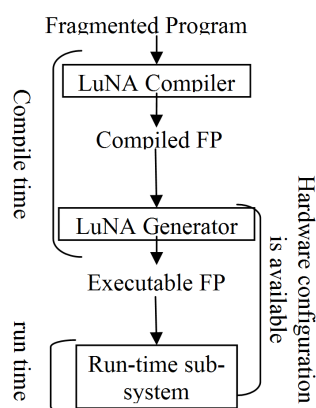 Fragmented Program
LuNA Compiler
Compiled FP
LuNA Generator
Executable FP
Run-time sub-
system
Compile time
run time
Hardware configuration
is available